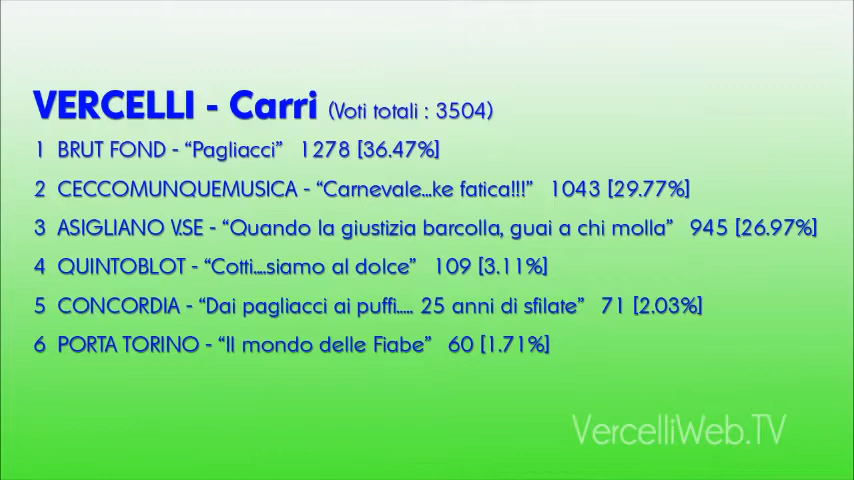 VERCELLI - Carri (Voti totali : 3504)
1 BRUT FOND - “Pagliacci” 1278 [36.47%]
2 CECCOMUNQUEMUSICA - “Carnevale...ke fatica!!!” 1043 [29.77%]
3 ASIGLIANO V.SE - “Quando la giustizia barcolla, guai a chi molla” 945 [26.97%]
4 QUINTOBLOT - “Cotti....siamo al dolce” 109 [3.11%]
5 CONCORDIA - “Dai pagliacci ai puffi..... 25 anni di sfilate” 71 [2.03%]
6 PORTA TORINO - “Il mondo delle Fiabe” 60 [1.71%]
VercelliWeb.TV